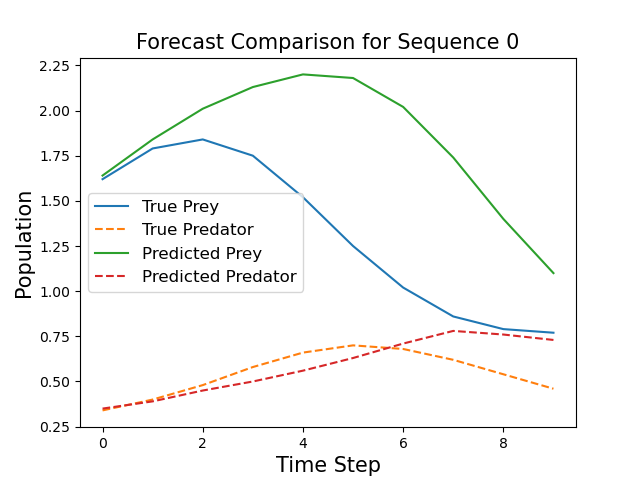 Forecast Comparison for Sequence 0
2.25
2.00
1.75
1.50
1.25
1.00
0.75
0.50
0.25
Population
True Prey
True Predator
Predicted Prey
Predicted Predator
0 2 4 6 8
Time Step